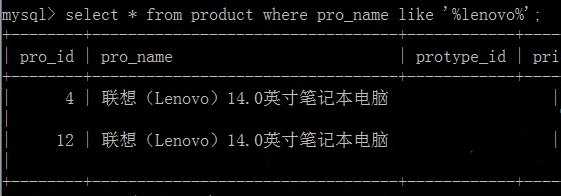 mysql> select * from product where pro_name like '%lenovo%';
+--------+------------------------------+------------+----
| pro_id | pro_name | protype_id | pri
+--------+------------------------------+------------+----
| 4 | 联想（Lenovo）14.0英寸笔记本电脑 |
|
| 12 | 联想（Lenovo）14.0英寸笔记本电脑 |
|
+--------+------------------------------+------------+----